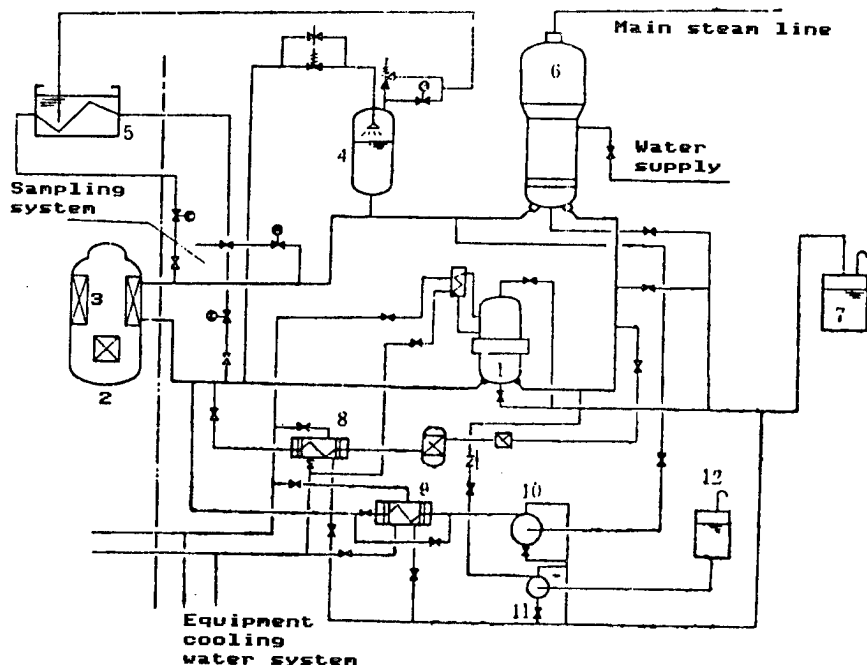 Main steam line
6
5
4
Water
supply
Sampling
system
3
7
1
2
8
9
10
12
11
Equipment
cooling
water system